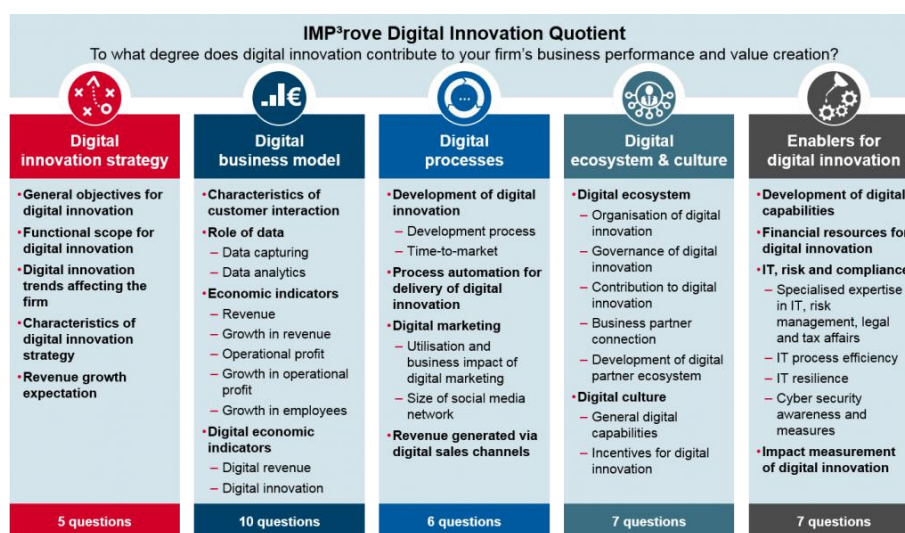 IMP³rove Digital Innovation Quotient
To what degree does digital innovation contribute to your firm's business performance and value creation?
Digital
innovation strategy
•General objectives for
digital innovation
•Functional scope for
digital innovation
•Digital innovation
trends affecting the
firm
•Characteristics of
digital innovation
strategy
•Revenue growth
expectation
5 questions
€
Digital
business model
•Characteristics of
customer interaction
•Role of data
– Data capturing
– Data analytics
•Economic indicators
– Revenue
– Growth in revenue
– Operational profit
– Growth in operational
profit
– Growth in employees
•Digital economic
indicators
– Digital revenue
– Digital innovation
10 questions
...
Digital
processes
•Development of digital
innovation
– Development process
– Time-to-market
•Process automation for
delivery of digital
innovation
•Digital marketing
– Utilisation and
business impact of
digital marketing
– Size of social media
network
•Revenue generated via
digital sales channels
6 questions
Digital
ecosystem & culture
•Digital ecosystem
– Organisation of digital
innovation
– Governance of digital
innovation
– Contribution to digital
innovation
– Business partner
connection
– Development of digital
partner ecosystem
•Digital culture
– General digital
capabilities
– Incentives for digital
innovation
7 questions
Enablers for
digital innovation
•Development of digital
capabilities
•Financial resources for
digital innovation
•IT, risk and compliance
– Specialised expertise
in IT, risk
management, legal
and tax affairs
– IT process efficiency
– IT resilience
– Cyber security
awareness and
measures
•Impact measurement
of digital innovation
7 questions